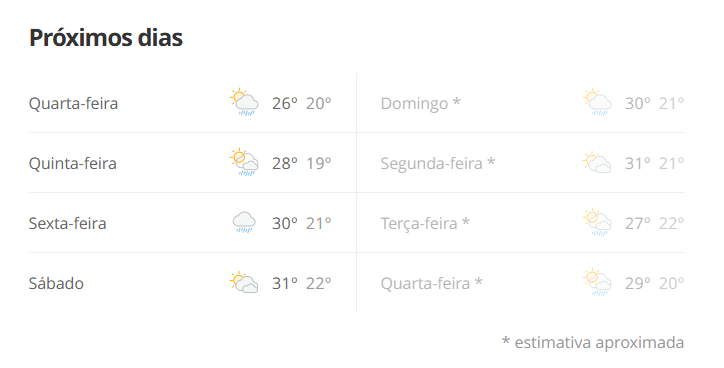 Próximos dias
Quarta-feira 26º 20º
Quinta-feira 28º 19º
Sexta-feira 30º 21º
Sábado 31º 22º
Domingo * 30º 21º
Segunda-feira * 31º 21º
Terça-feira * 27º 22º
Quarta-feira * 29º 20º
* estimativa aproximada